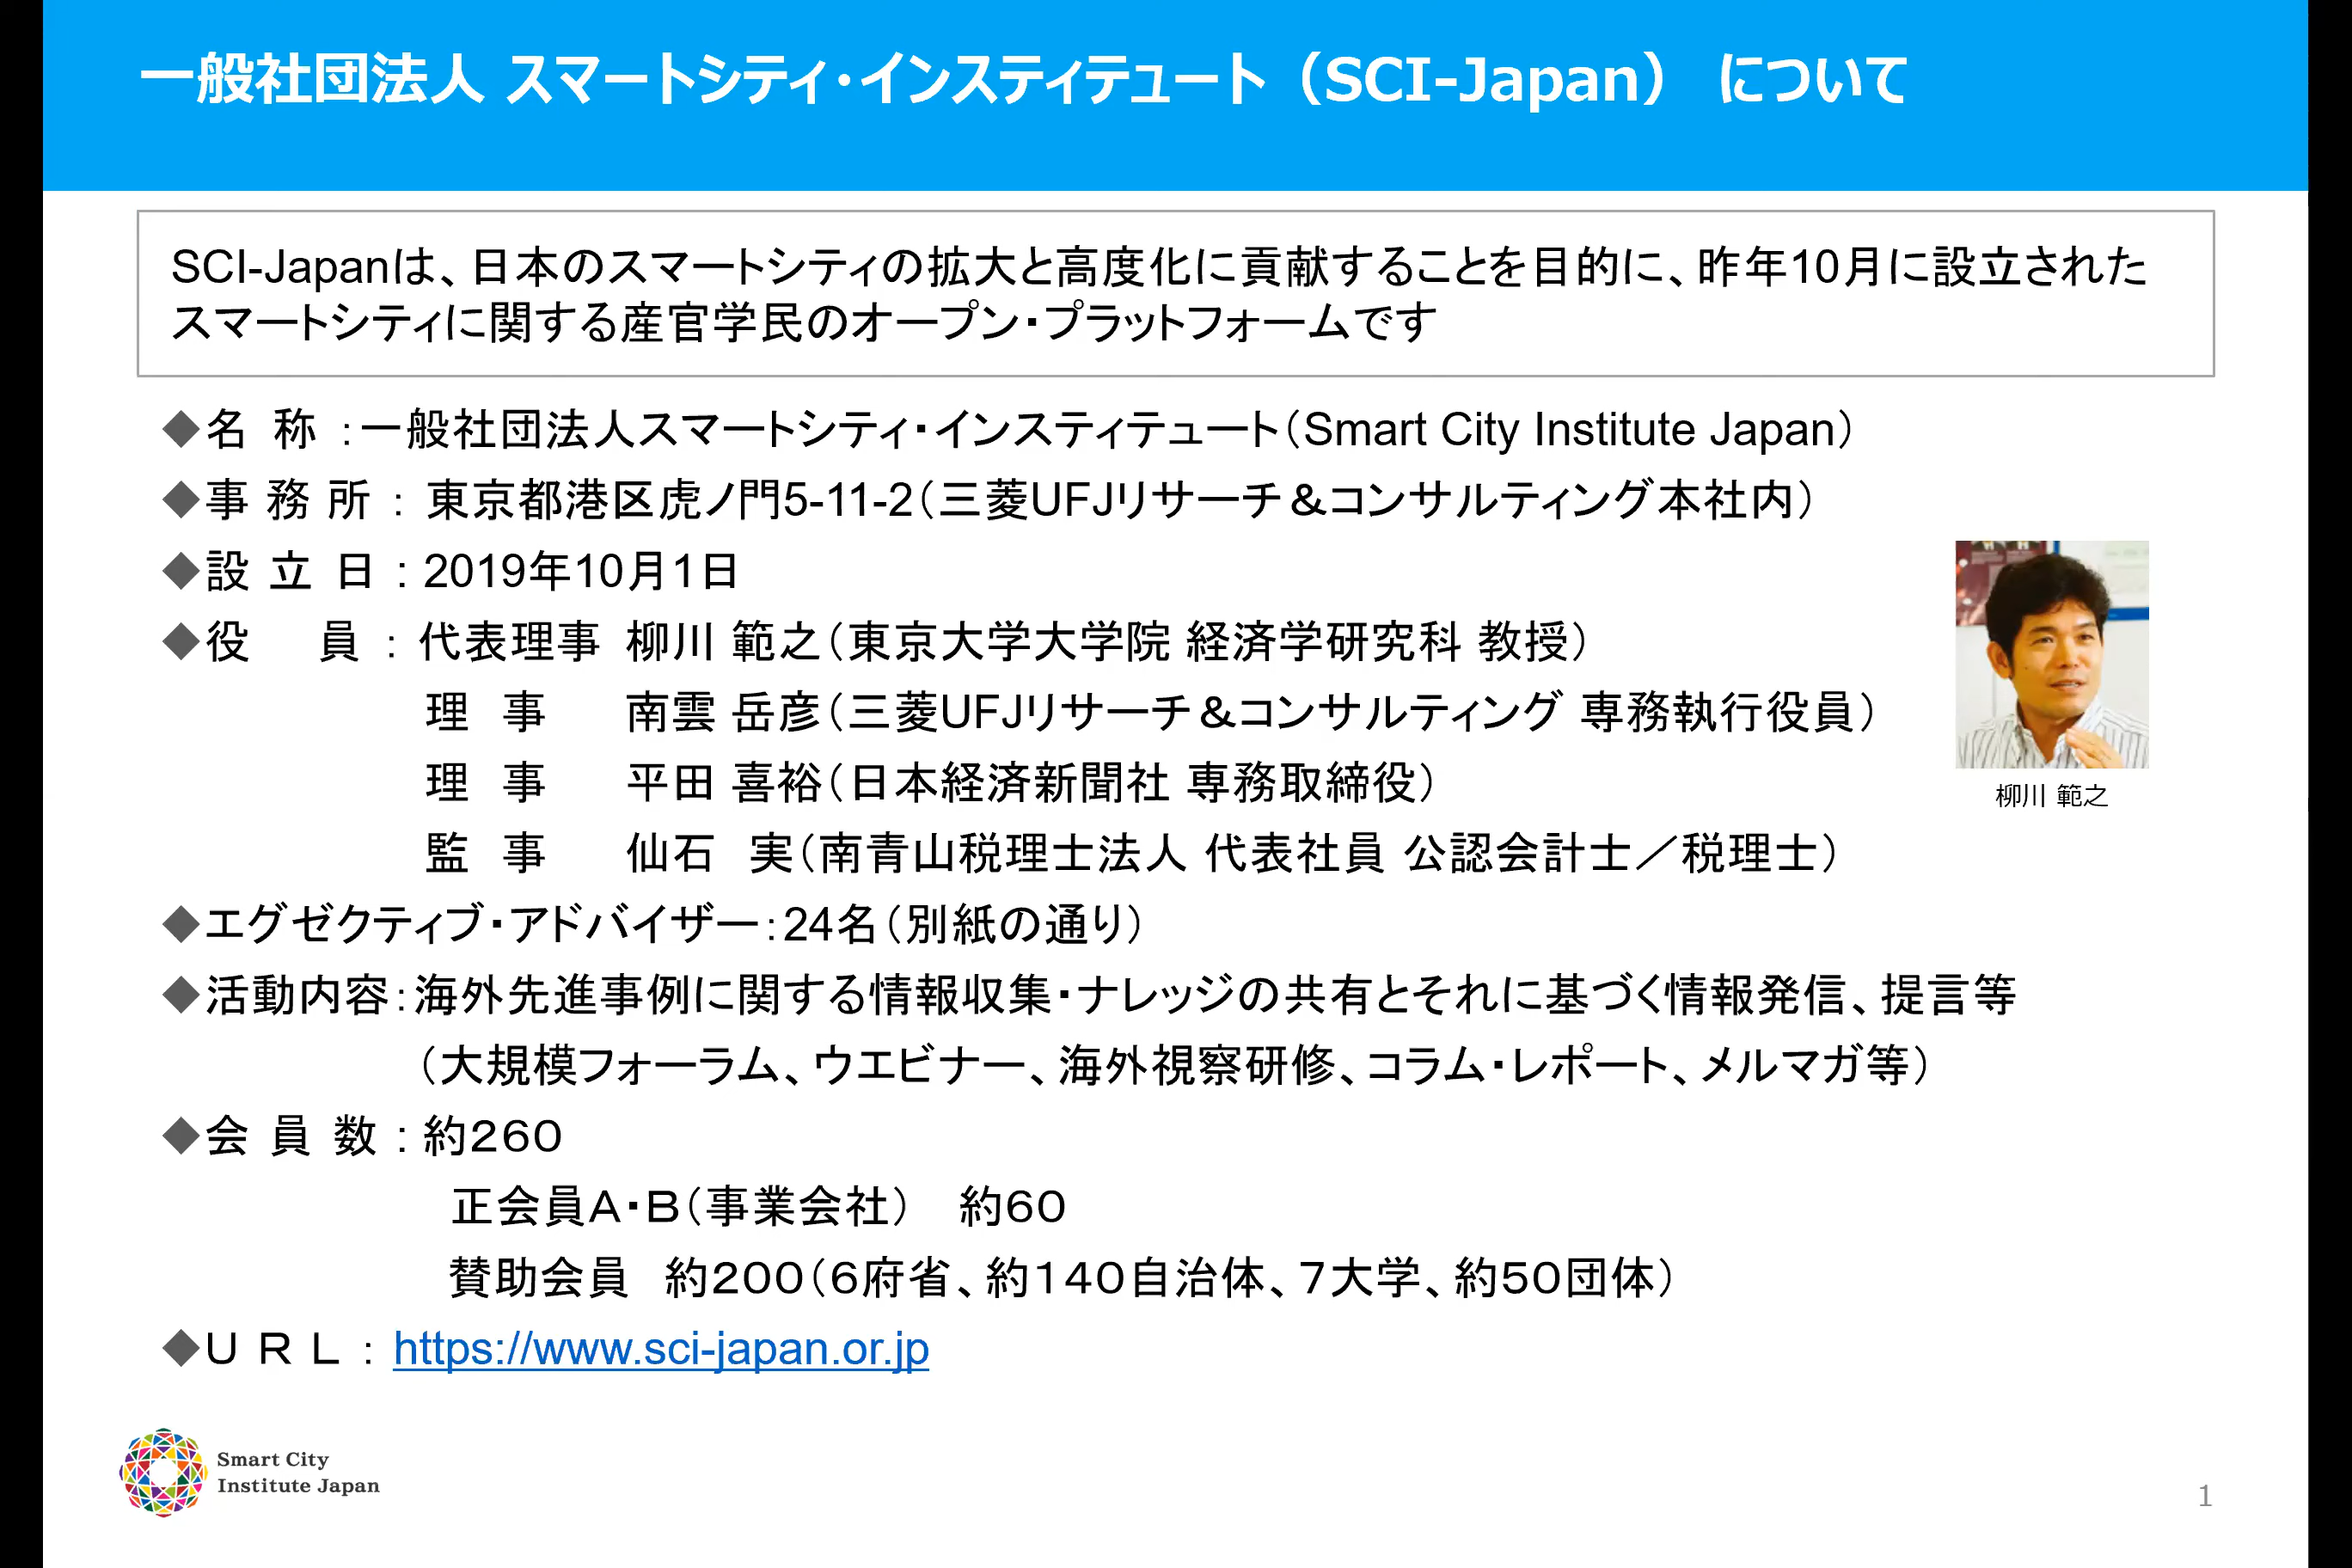 一般社団法人 スマートシティ･インスティテュート（SCI-Japan） について
SCI-Japanは、日本のスマートシティの拡大と高度化に貢献することを目的に、昨年10月に設立された
スマートシティに関する産官学民のオープン・プラットフォームです
◆名　称 ：一般社団法人スマートシティ・インスティテュート（Smart City Institute Japan）
◆事 務 所 ： 東京都港区虎ノ門5-11-2（三菱UFJリサーチ＆コンサルティング本社内）
◆設 立 日 ： 2019年10月1日
◆役　　員 ： 代表理事 柳川 範之（東京大学大学院 経済学研究科 教授）
理　事　　南雲 岳彦（三菱UFJリサーチ＆コンサルティング 専務執行役員）
理　事　　平田 喜裕（日本経済新聞社 専務取締役）
監　事　　仙石　実（南青山税理士法人 代表社員 公認会計士／税理士）
柳川 範之
◆エグゼクティブ・アドバイザー：24名（別紙の通り）
◆活動内容：海外先進事例に関する情報収集・ナレッジの共有とそれに基づく情報発信、提言等
（大規模フォーラム、ウエビナー、海外視察研修、コラム・レポート、メルマガ等）
◆会 員 数 ： 約２６０
正会員Ａ・Ｂ（事業会社）　約６０
賛助会員　約２００（６府省、約１４０自治体、７大学、約５０団体）
◆Ｕ Ｒ Ｌ ： https://www.sci-japan.or.jp
Smart City
Institute Japan
1